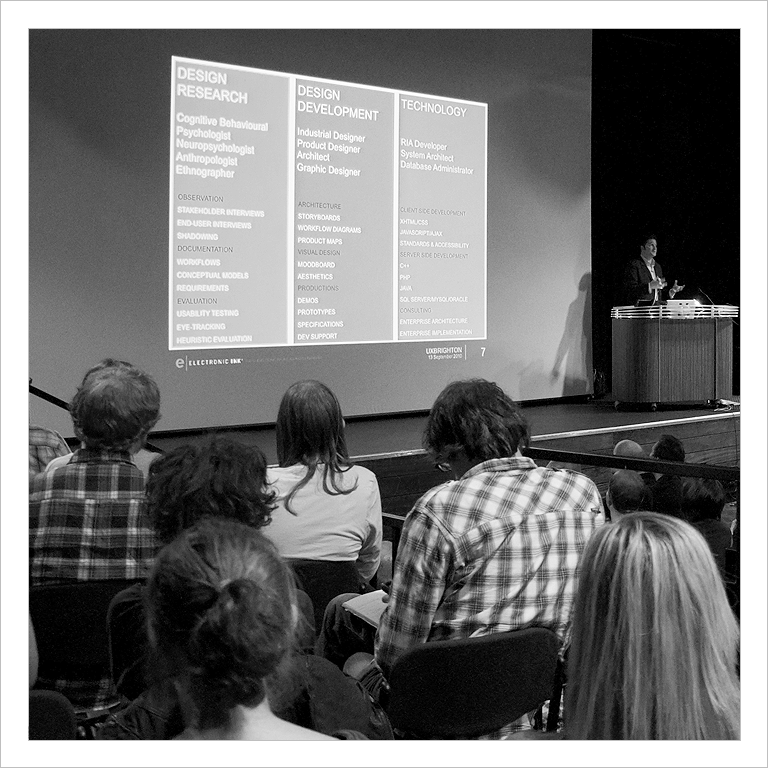 DESIGN
RESEARCH
Cognitive Behavioural
Psychologist
Neuropsychologist
Anthropologist
Ethnographer
OBSERVATION
STAKEHOLDER INTERVIEWS
END-USER INTERVIEWS
SHADOWING
DOCUMENTATION
WORKFLOWS
CONCEPTUAL MODELS
REQUIREMENTS
EVALUATION
USABILITY TESTING
EYE-TRACKING
HEURISTIC EVALUATION
DESIGN
DEVELOPMENT
Industrial Designer
Product Designer
Architect
Graphic Designer
ARCHITECTURE
STORYBOARDS
WORKFLOW DIAGRAMS
PRODUCT MAPS
VISUAL DESIGN
MOODBOARD
AESTHETICS
PRODUCTIONS
DEMOS
PROTOTYPES
SPECIFICATIONS
DEV SUPPORT
TECHNOLOGY
RIA Developer
System Architect
Database Administrator
CLIENT SIDE DEVELOPMENT
XHTML/CSS
JAVASCRIPT/AJAX
STANDARDS & ACCESSIBILITY
SERVER SIDE DEVELOPMENT
C++
PHP
JAVA
SQL SERVER/MYSQL/ORACLE
CONSULTING
ENTERPRISE ARCHITECTURE
ENTERPRISE IMPLEMENTATION
e | ELECTRONIC INK
UXBRIGHTON
13 September 2010
7